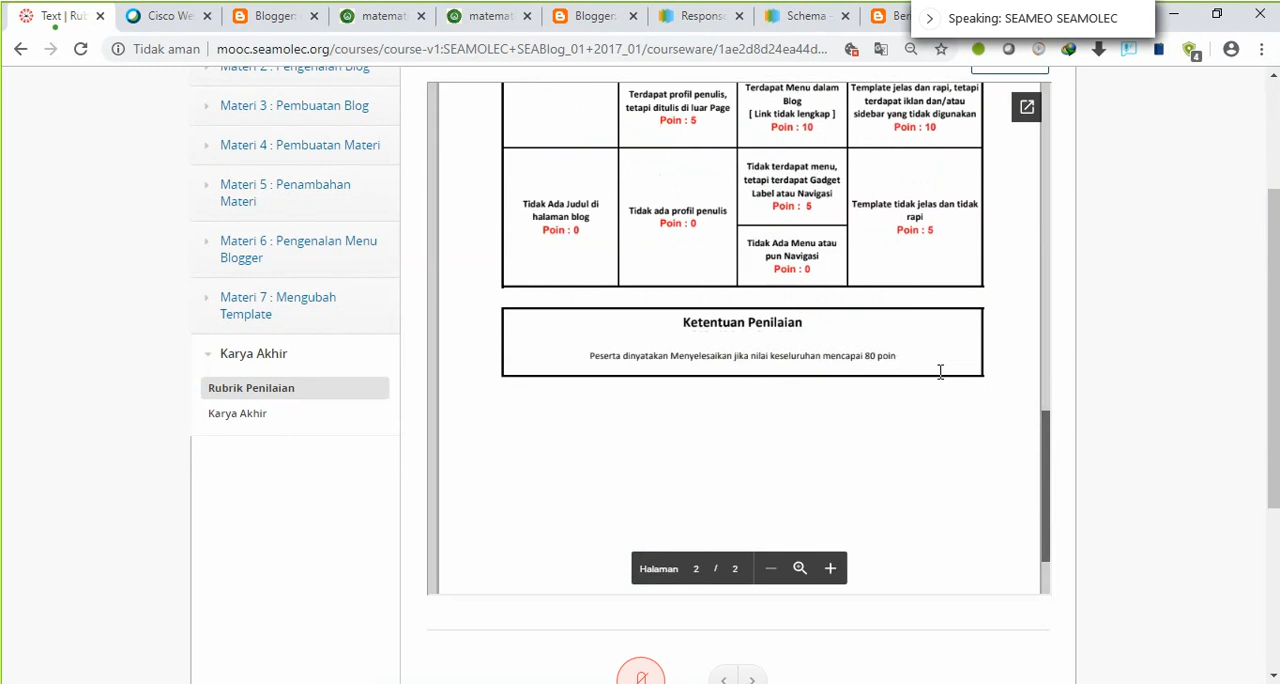 Text | Ru
Cisco We
Blogger:
matemat
matemat
Blogger:
Respons
Schema -
Be
Speaking: SEAMEO SEAMOLEC
Tidak aman
mooc.seamolec.org/courses/course-v1:SEAMOLEC+SEABlog_01+2017_01/courseware/1ae2d8d24ea44d...
4
Materi 2 : Pengenalan Blog
Materi 3 : Pembuatan Blog
Materi 4 : Pembuatan Materi
Materi 5 : Penambahan
Materi
Materi 6 : Pengenalan Menu
Blogger
Materi 7 : Mengubah
Template
Karya Akhir
Rubrik Penilaian
Karya Akhir
Terdapat profil penulis,
tetapi ditulis di luar Page
Poin : 5
Terdapat Menu dalam
Blog
[ Link tidak lengkap ]
Poin : 10
Template jelas dan rapi, tetapi
terdapat iklan dan/atau
sidebar yang tidak digunakan
Poin : 10
Tidak Ada Judul di
halaman blog
Poin : 0
Tidak ada profil penulis
Poin : 0
Tidak terdapat menu,
tetapi terdapat Gadget
Label atau Navigasi
Poin : 5
Tidak Ada Menu atau
pun Navigasi
Poin : 0
Template tidak jelas dan tidak
rapi
Poin : 5
Ketentuan Penilaian
Peserta dinyatakan Menyelesaikan jika nilai keseluruhan mencapai 80 poin
Halaman 2 / 2